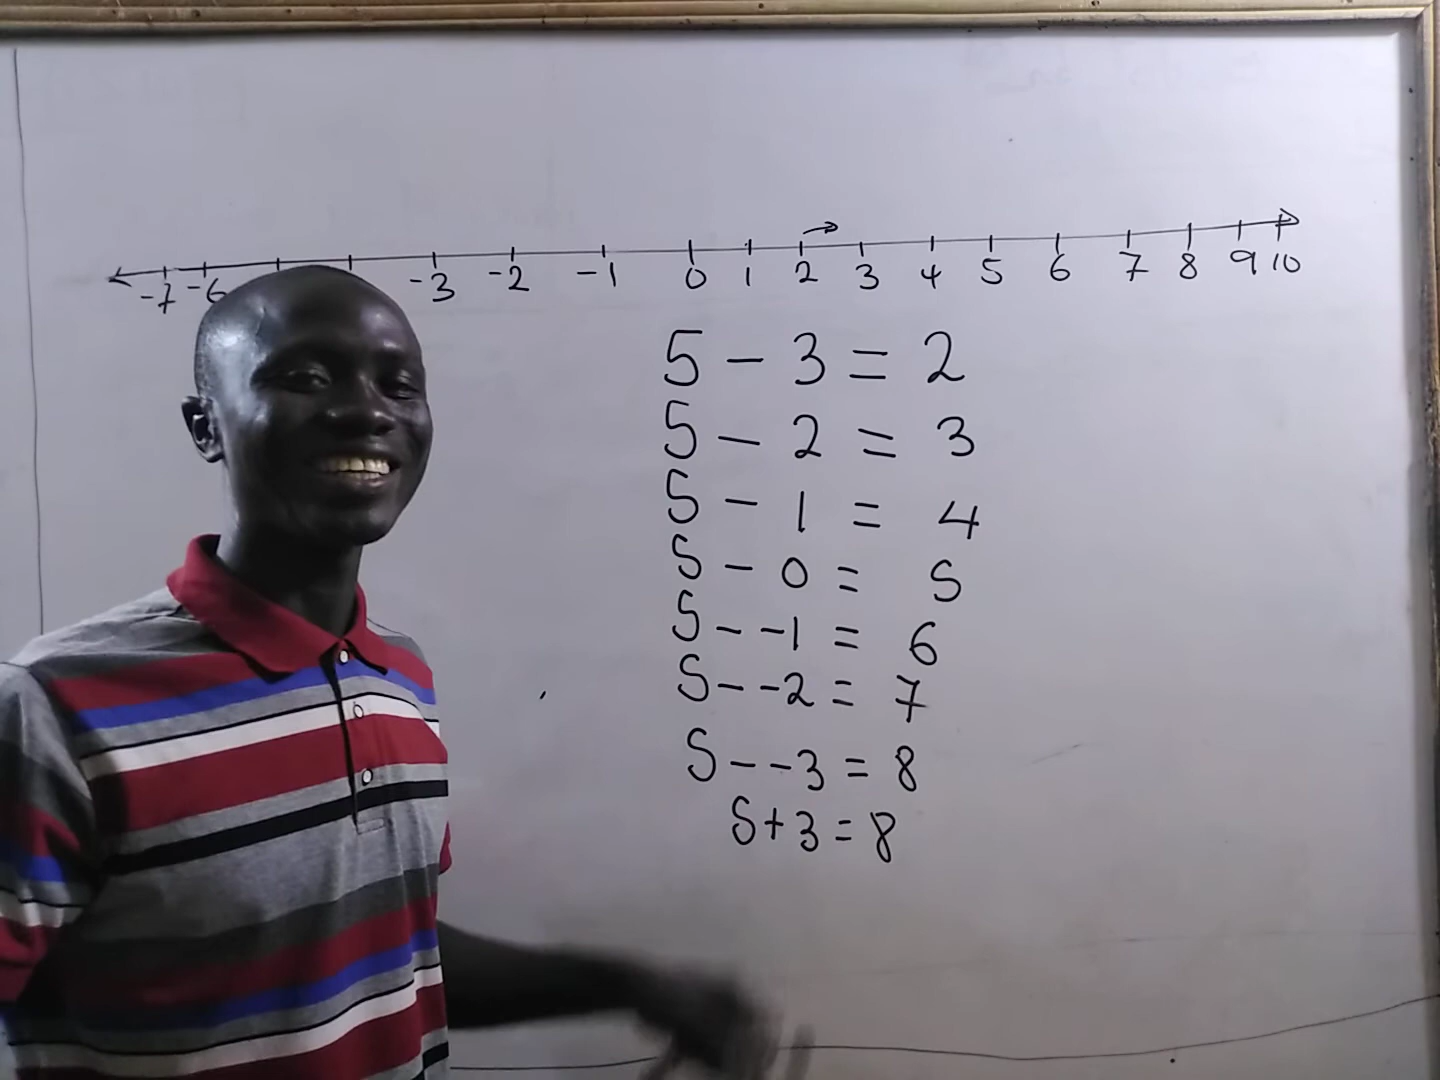 -7 -6 -3 -2 -1 0 1 2 3 4 5 6 7 8 9 10
5 - 3 = 2
5 - 2 = 3
5 - 1 = 4
5 - 0 = 5
5 - -1 = 6
5 - -2 = 7
5 - -3 = 8
5+3=8